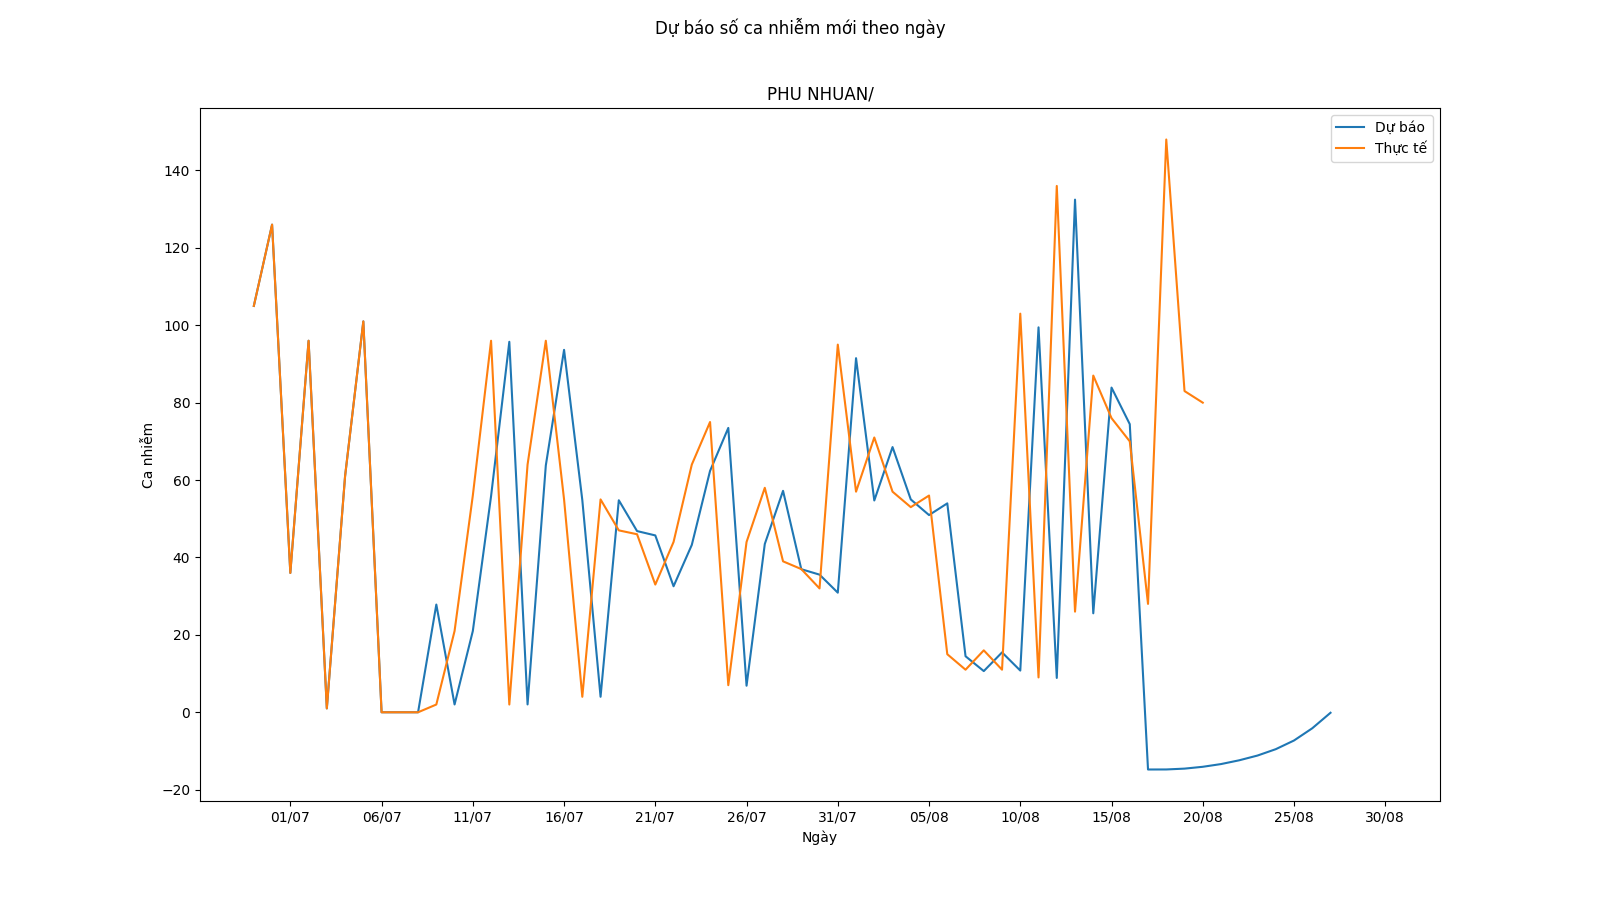 Dự báo số ca nhiễm mới theo ngày
PHU NHUAN/
Dự báo
Thực tế
Ca nhiễm
140
120
100
80
60
40
20
0
−20
01/07 06/07 11/07 16/07 21/07 26/07 31/07 05/08 10/08 15/08 20/08 25/08 30/08
Ngày